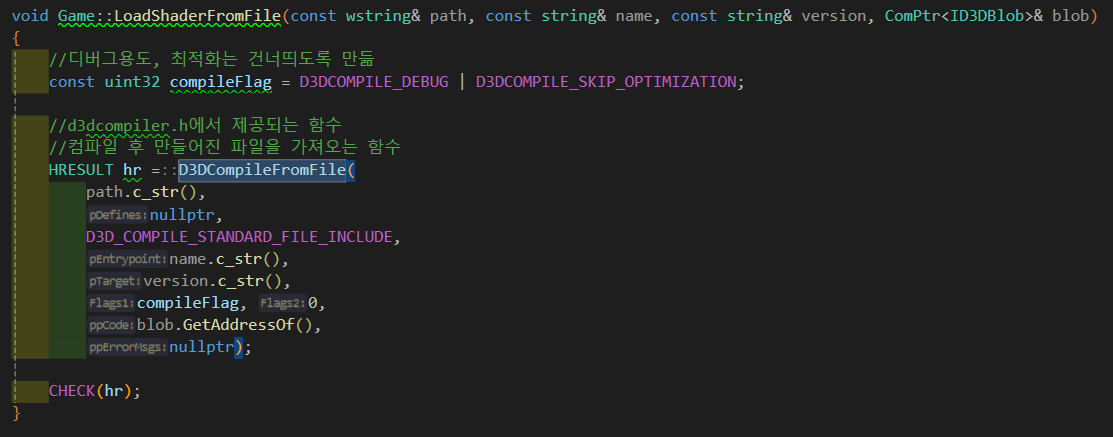 void Game::LoadShaderFromFile(const wstring& path, const string& name, const string& version, ComPtr<ID3DBlob>& blob)
{
//디버그용도, 최적화는 건너띄도록 만듦
const uint32 compileFlag = D3DCOMPILE_DEBUG | D3DCOMPILE_SKIP_OPTIMIZATION;
//d3dcompiler.h에서 제공되는 함수
//컴파일 후 만들어진 파일을 가져오는 함수
HRESULT hr =::D3DCompileFromFile(
path.c_str(),
pDefines: nullptr,
D3D_COMPILE_STANDARD_FILE_INCLUDE,
pEntrypoint: name.c_str(),
pTarget: version.c_str(),
Flags1: compileFlag, Flags2: 0,
ppCode: blob.GetAddressOf(),
ppErrorMsgs: nullptr);
CHECK(hr);
}